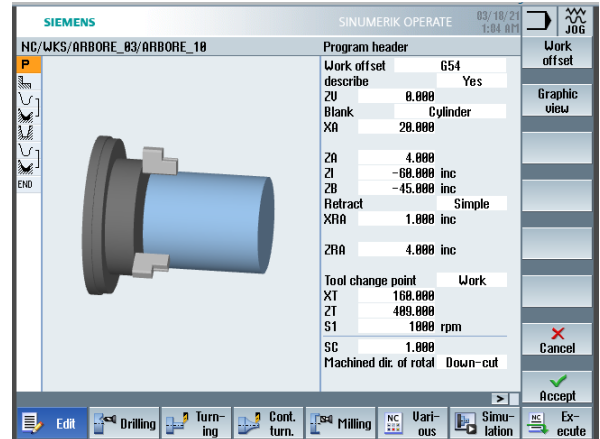 SIEMENS
SINUMERIK OPERATE
03/18/21
1:04 AM
JOG
NC/WKS/ARBORE_03/ARBORE_10
Program header
Work offset
P
END
Work offset G54
describe Yes
ZV 0.000
Blank Cylinder
XA 20.000
ZA 4.000
ZI -60.000 inc
ZB -45.000 inc
Retract Simple
XRA 1.000 inc
ZRA 4.000 inc
Tool change point Work
XT 160.000
ZT 409.000
S1 1000 rpm
SC 1.000
Machined dir. of rotat Down-cut
Graphic view
Cancel
Accept
>
Edit
Drilling
Turn-ing
Cont. turn.
Milling
NC Vari-ous
Simu-lation
NC Ex-ecute